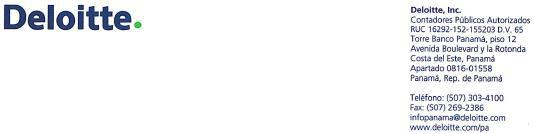 Deloitte.
Deloitte, Inc.
Contadores Públicos Autorizados
RUC 16292-152-155203 D.V. 65
Torre Banco Panamá, piso 12
Avenida Boulevard y la Rotonda
Costa del Este, Panamá
Apartado 0816-01558
Panamá, Rep. de Panamá
Teléfono: (507) 303-4100
Fax: (507) 269-2386
infopanama@deloitte.com
www.deloitte.com/pa